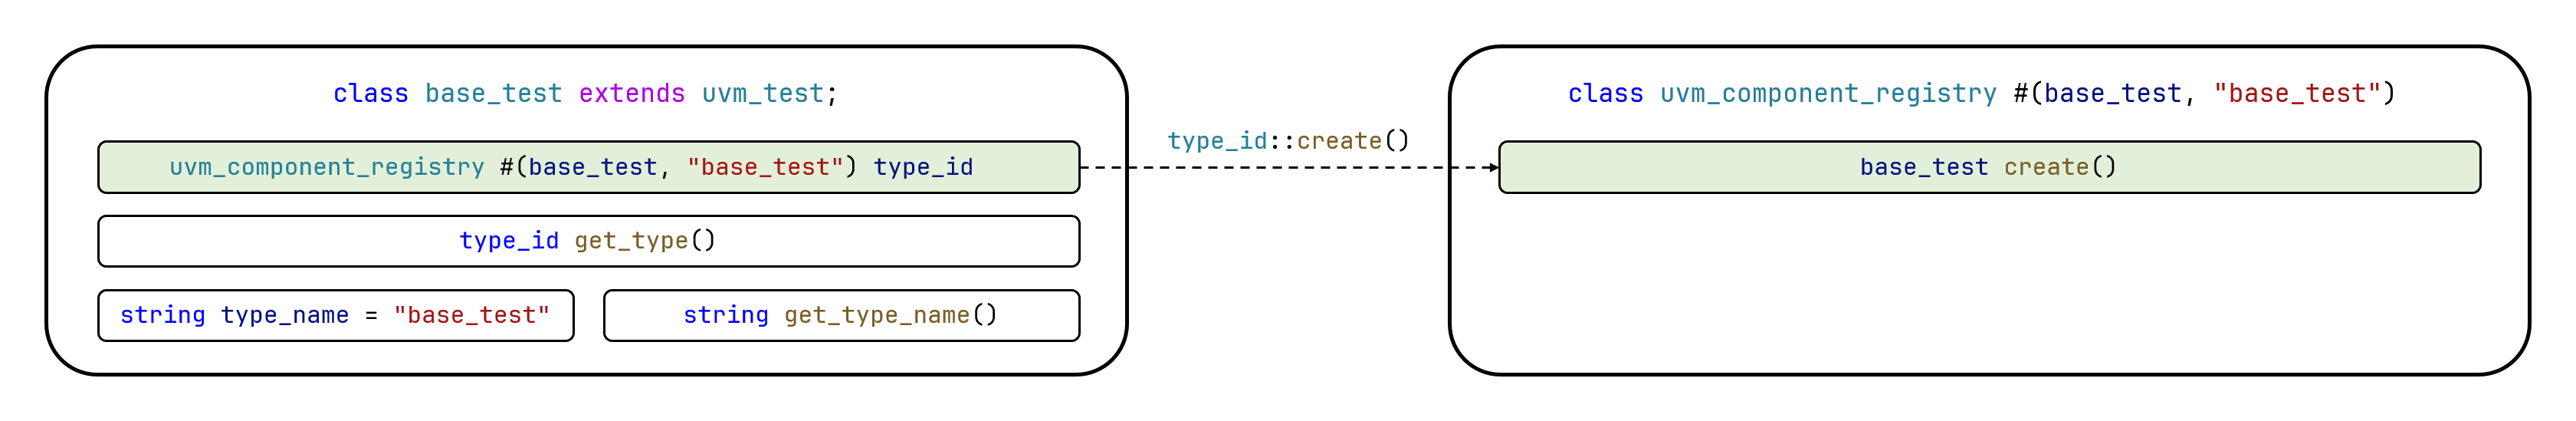 class base_test extends uvm_test;
uvm_component_registry #(base_test, "base_test") type_id
type_id get_type()
string type_name = "base_test"
string get_type_name()
type_id::create()
class uvm_component_registry #(base_test, "base_test")
base_test create()